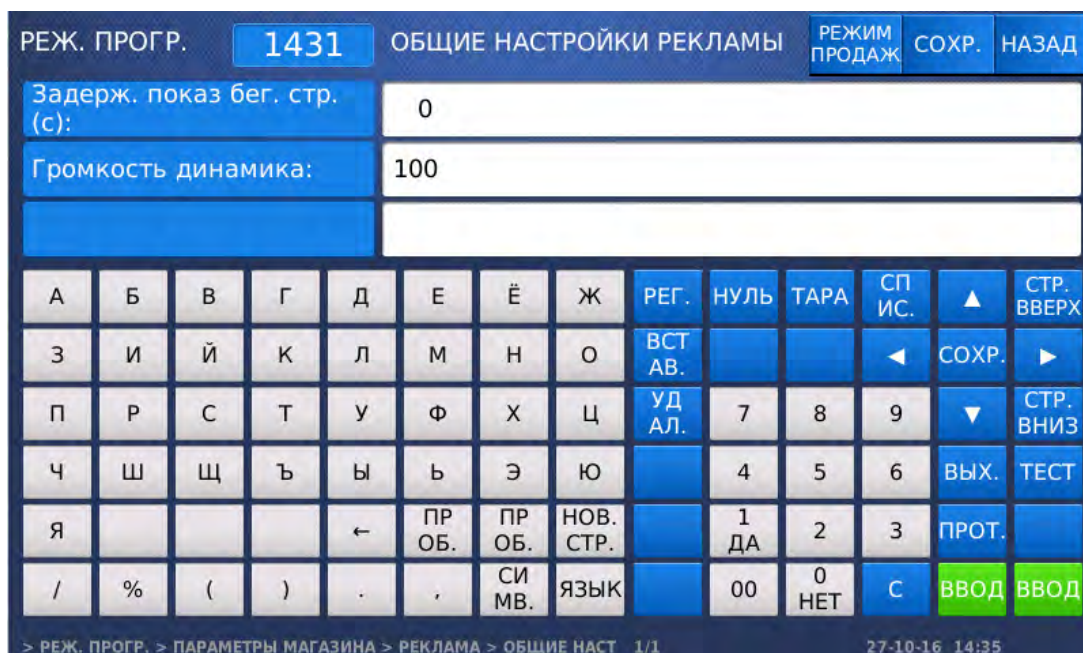 РЕЖ. ПРОГР. 1431 ОБЩИЕ НАСТРОЙКИ РЕКЛАМЫ РЕЖИМ ПРОДАЖ СОХР. НАЗАД
Задерж. показ бег. стр. (с): 0
Громкость динамика: 100
А Б В Г Д Е Ё Ж РЕГ. НУЛЬ ТАРА СП ИС. ▲ СТР. ВВЕРХ
З И Й К Л М Н О ВСТ АВ. ◀ СОХР. ▶
П Р С Т У Ф Х Ц УД АЛ. 7 8 9 ▼ СТР. ВНИЗ
Ч Ш Щ Ъ Ы Ь Э Ю 4 5 6 ВЫХ. ТЕСТ
Я ← ПР ОБ. ПР ОБ. НОВ. СТР. 1 ДА 2 3 ПРОТ.
/ % ( ) . , СИ МВ. ЯЗЫК 00 0 НЕТ С ВВОД ВВОД
> РЕЖ. ПРОГР. > ПАРАМЕТРЫ МАГАЗИНА > РЕКЛАМА > ОБЩИЕ НАСТ 1/1 27-10-16 14:35